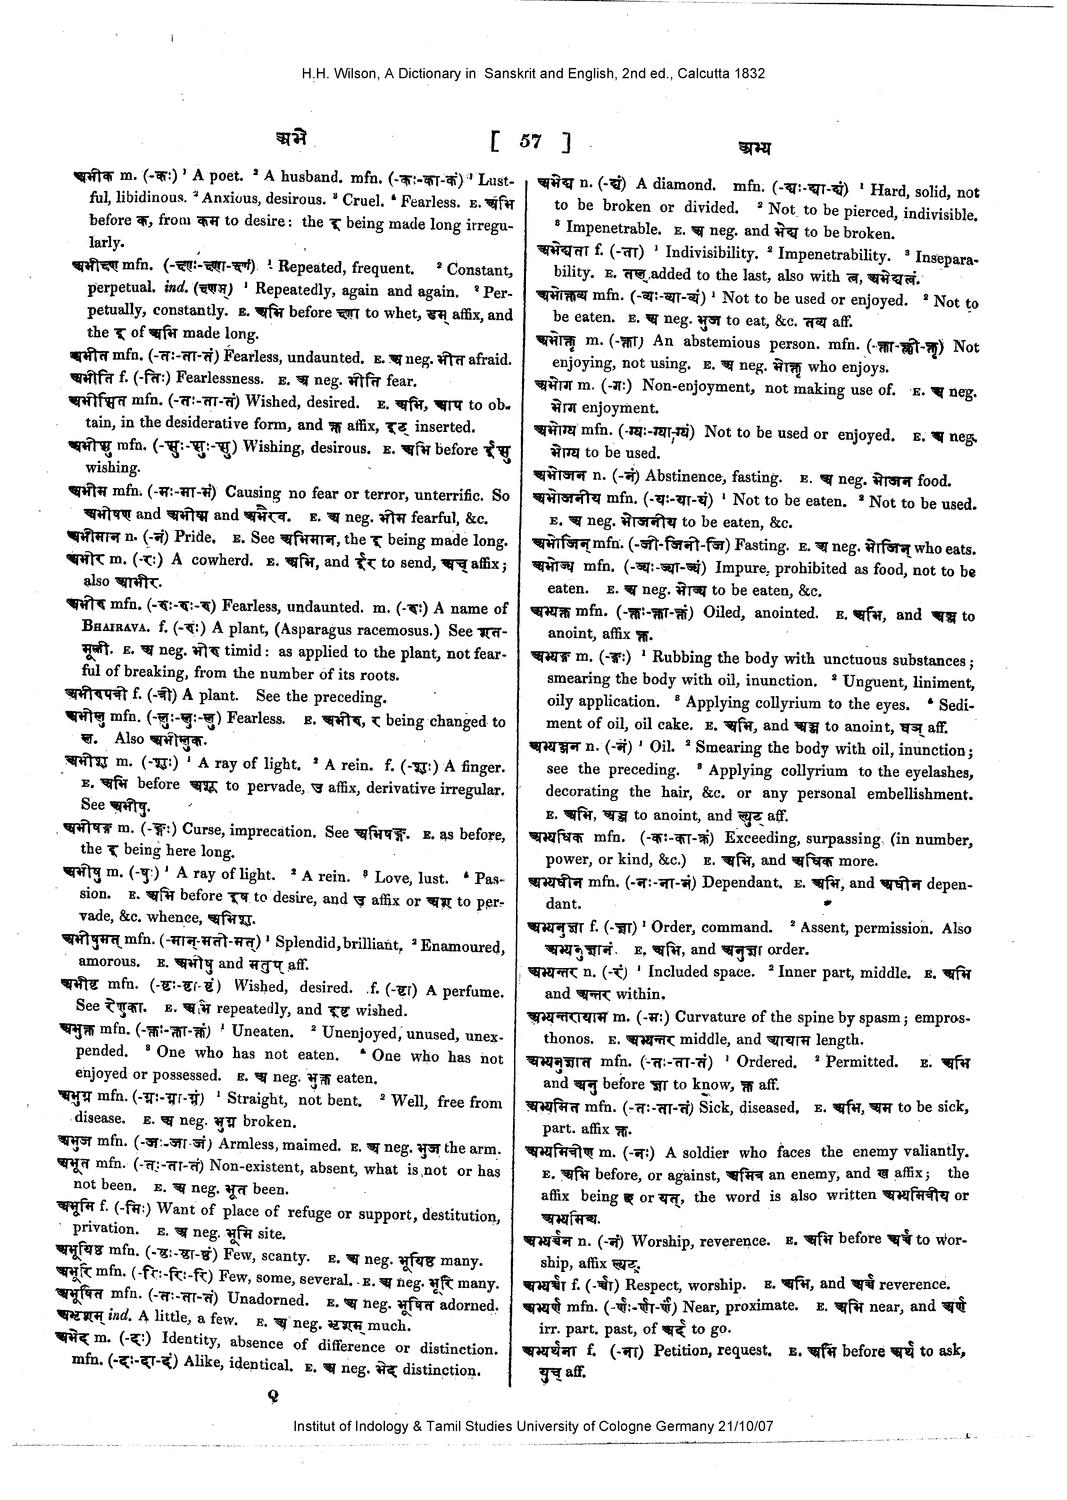 H.H. Wilson, A Dictionary in Sanskrit and English, 2nd ed., Calcutta 1832
अभे [ 57 ] अभ्य
अभीक m. (-कः) ¹ A poet. ² A husband. mfn. (-कः-का-कं) ¹ Lust-
ful, libidinous. ² Anxious, desirous. ³ Cruel. ⁴ Fearless. E. अभि
before क, from कम to desire: the इ being made long irregu-
larly.
अभीक्ष्ण mfn. (-क्ष्णः-क्ष्णा-क्ष्णं) ¹ Repeated, frequent. ² Constant,
perpetual. ind. (क्ष्णम्) ¹ Repeatedly, again and again. ² Per-
petually, constantly. E. अभि before क्ष्ण to whet, डम् affix, and
the इ of अभि made long.
अभीत mfn. (-तः-ता-तं) Fearless, undaunted. E. अ neg. भीत afraid.
अभीति f. (-तिः) Fearlessness. E. अ neg. भीति fear.
अभीप्सित mfn. (-तः-ता-तं) Wished, desired. E. अभि, आप to ob-
tain, in the desiderative form, and क्त affix, इट् inserted.
अभीप्सु mfn. (-प्सुः-प्सुः-प्सु) Wishing, desirous. E. अभि before ईप्सु
wishing.
अभीम mfn. (-मः-मा-मं) Causing no fear or terror, unterrific. So
अभीषण and अभीष्म and अभैरव. E. अ neg. भीम fearful, &c.
अभीमान n. (-नं) Pride. E. See अभिमान, the इ being made long.
अभीर m. (-रः) A cowherd. E. अभि, and ईर to send, अच् affix;
also आभीर.
अभीरु mfn. (-रुः-रुः-रु) Fearless, undaunted. m. (-रुः) A name of
BHAIRAVA. f. (-रुः) A plant, (Asparagus racemosus.) See शत-
मूली. E. अ neg. भीरु timid: as applied to the plant, not fear-
ful of breaking, from the number of its roots.
अभीरुपत्री f. (-त्री) A plant. See the preceding.
अभीलु mfn. (-लुः-लुः-लु) Fearless. E. अभीरु, र being changed to
ल. Also अभीलुक.
अभीशु m. (-शुः) ¹ A ray of light. ² A rein. f. (-शुः) A finger.
E. अभि before अशू to pervade, उ affix, derivative irregular.
See अभीषु.
अभीषङ्ग m. (-ङ्गः) Curse, imprecation. See अभिषङ्ग. E. as before,
the इ being here long.
अभीषु m. (-षुः) ¹ A ray of light. ² A rein. ³ Love, lust. ⁴ Pas-
sion. E. अभि before इष to desire, and उ affix or अश to per-
vade, &c. whence, अभिशु.
अभीषुमत् mfn. (-मान्-मती-मत्) ¹ Splendid, brilliant, ² Enamoured,
amorous. E. अभीषु and मतुप् aff.
अभीष्ट mfn. (-ष्टः-ष्टा-ष्टं) Wished, desired. f. (-ष्टा) A perfume.
See रेणुका. E. अभि repeatedly, and इष्ट wished.
अभुक्त mfn. (-क्तः-क्ता-क्तं) ¹ Uneaten. ² Unenjoyed, unused, unex-
pended. ³ One who has not eaten. ⁴ One who has not
enjoyed or possessed. E. अ neg. भुक्त eaten.
अभुग्न mfn. (-ग्नः-ग्ना-ग्नं) ¹ Straight, not bent. ² Well, free from
disease. E. अ neg. भुग्न broken.
अभुज mfn. (-जः-जा-जं) Armless, maimed. E. अ neg. भुज the arm.
अभूत mfn. (-तः-ता-तं) Non-existent, absent, what is not or has
not been. E. अ neg. भूत been.
अभूमि f. (-मिः) Want of place of refuge or support, destitution,
privation. E. अ neg. भूमि site.
अभूयिष्ठ mfn. (-ष्ठः-ष्ठा-ष्ठं) Few, scanty. E. अ neg. भूयिष्ठ many.
अभूरि mfn. (-रिः-रिः-रि) Few, some, several. E. अ neg. भूरि many.
अभूषित mfn. (-तः-ता-तं) Unadorned. E. अ neg. भूषित adorned.
अभृशम् ind. A little, a few. E. अ neg. भृशम् much.
अभेद m. (-दः) Identity, absence of difference or distinction.
mfn. (-दः-दा-दं) Alike, identical. E. अ neg. भेद distinction.
Q
अभेद्य n. (-द्यं) A diamond. mfn. (-द्यः-द्या-द्यं) ¹ Hard, solid, not
to be broken or divided. ² Not to be pierced, indivisible.
³ Impenetrable. E. अ neg. and भेद्य to be broken.
अभेद्यता f. (-ता) ¹ Indivisibility. ² Impenetrability. ³ Insepara-
bility. E. तल् added to the last, also with त्व, अभेद्यत्वं.
अभोक्तव्य mfn. (-व्यः-व्या-व्यं) ¹ Not to be used or enjoyed. ² Not to
be eaten. E. अ neg. भुज to eat, &c. तव्य aff.
अभोक्तृ m. (-क्ता) An abstemious person. mfn. (-क्ता-क्त्री-क्तृ) Not
enjoying, not using. E. अ neg. भोक्तृ who enjoys.
अभोग m. (-गः) Non-enjoyment, not making use of. E. अ neg.
भोग enjoyment.
अभोग्य mfn. (-ग्यः-ग्या-ग्यं) Not to be used or enjoyed. E. अ neg.
भोग्य to be used.
अभोजन n. (-नं) Abstinence, fasting. E. अ neg. भोजन food.
अभोजनीय mfn. (-यः-या-यं) ¹ Not to be eaten. ² Not to be used.
E. अ neg. भोजनीय to be eaten, &c.
अभोजिन् mfn. (-जी-जिनी-जि) Fasting. E. अ neg. भोजिन् who eats.
अभोज्य mfn. (-ज्यः-ज्या-ज्यं) Impure, prohibited as food, not to be
eaten. E. अ neg. भोज्य to be eaten, &c.
अभ्यक्त mfn. (-क्तः-क्ता-क्तं) Oiled, anointed. E. अभि, and अञ्ज to
anoint, affix क्त.
अभ्यङ्ग m. (-ङ्गः) ¹ Rubbing the body with unctuous substances;
smearing the body with oil, inunction. ² Unguent, liniment,
oily application. ³ Applying collyrium to the eyes. ⁴ Sedi-
ment of oil, oil cake. E. अभि, and अञ्ज to anoint, घञ् aff.
अभ्यञ्जन n. (-नं) ¹ Oil. ² Smearing the body with oil, inunction;
see the preceding. ³ Applying collyrium to the eyelashes,
decorating the hair, &c. or any personal embellishment.
E. अभि, अञ्ज to anoint, and ल्युट् aff.
अभ्यधिक mfn. (-कः-का-कं) Exceeding, surpassing (in number,
power, or kind, &c.) E. अभि, and अधिक more.
अभ्यधीन mfn. (-नः-ना-नं) Dependant. E. अभि, and अधीन depen-
dant.
अभ्यनुज्ञा f. (-ज्ञा) ¹ Order, command. ² Assent, permission. Also
अभ्यनुज्ञानं. E. अभि, and अनुज्ञा order.
अभ्यन्तर n. (-रं) ¹ Included space. ² Inner part, middle. E. अभि
and अन्तर within.
अभ्यन्तरायाम m. (-मः) Curvature of the spine by spasm; empros-
thonos. E. अभ्यन्तर middle, and आयाम length.
अभ्यनुज्ञात mfn. (-तः-ता-तं) ¹ Ordered. ² Permitted. E. अभि
and अनु before ज्ञा to know, क्त aff.
अभ्यमित mfn. (-तः-ता-तं) Sick, diseased. E. अभि, अम to be sick,
part. affix क्त.
अभ्यमित्रीण m. (-णः) A soldier who faces the enemy valiantly.
E. अभि before, or against, अमित्र an enemy, and ख affix; the
affix being छ or यत्, the word is also written अभ्यमित्रीय or
अभ्यमित्र्य.
अभ्यर्चन n. (-नं) Worship, reverence. E. अभि before अर्च to wor-
ship, affix ल्युट्.
अभ्यर्चा f. (-र्चा) Respect, worship. E. अभि, and अर्च reverence.
अभ्यर्ण mfn. (-र्णः-र्णा-र्णं) Near, proximate. E. अभि near, and अर्ण
irr. part. past, of अर्द to go.
अभ्यर्थना f. (-ना) Petition, request. E. अभि before अर्थ to ask,
युच् aff.
Institut of Indology & Tamil Studies University of Cologne Germany 21/10/07